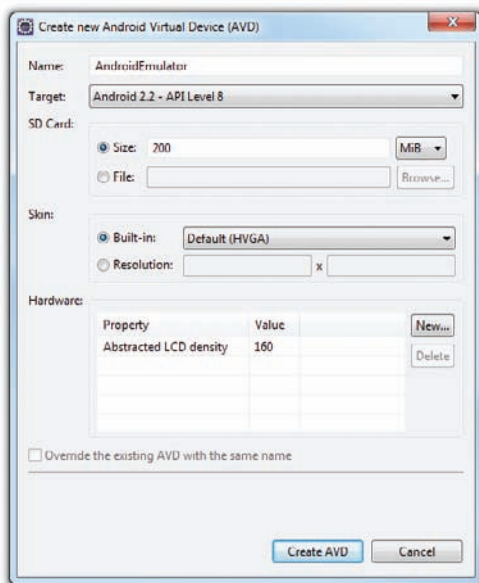 Create new Android Virtual Device (AVD)
Name: AndroidEmulator
Target: Android 2.2 - API Level 8
SD Card:
Size: 200 MiB
File: Browse...
Skin:
Built-in: Default (HVGA)
Resolution: x
Hardware:
Property Value New...
Abstracted LCD density 160 Delete
Override the existing AVD with the same name
Create AVD Cancel